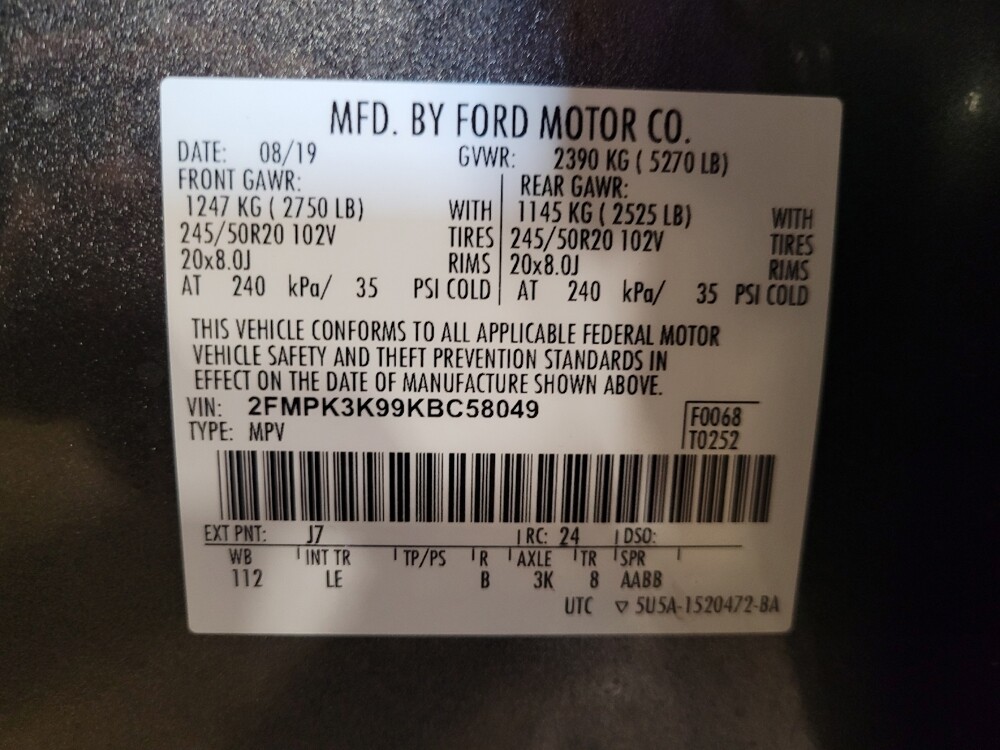 MFD. BY FORD MOTOR CO.
DATE: 08/19 GVWR: 2390 KG ( 5270 LB)
FRONT GAWR: REAR GAWR:
1247 KG ( 2750 LB) WITH 1145 KG ( 2525 LB) WITH
245/50R20 102V TIRES 245/50R20 102V TIRES
20x8.0J RIMS 20x8.0J RIMS
AT 240 kPa/ 35 PSI COLD AT 240 kPa/ 35 PSI COLD
THIS VEHICLE CONFORMS TO ALL APPLICABLE FEDERAL MOTOR
VEHICLE SAFETY AND THEFT PREVENTION STANDARDS IN
EFFECT ON THE DATE OF MANUFACTURE SHOWN ABOVE.
VIN: 2FMPK3K99KBC58049 F0068
TYPE: MPV T0252
EXT PNT: J7 RC: 24 DSO:
WB INT TR TP/PS R AXLE TR SPR
112 LE B 3K 8 AABB
UTC ▽ 5U5A-1520472-BA